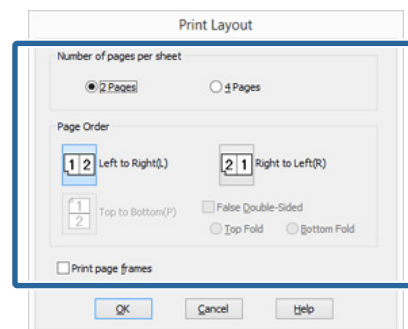 Print Layout
Number of pages per sheet
2 Pages 4 Pages
Page Order
1 2 Left to Right(L) 2 1 Right to Left(R)
1 2 Top to Bottom(P) False Double-Sided
Top Fold Bottom Fold
Print page frames
OK Cancel Help